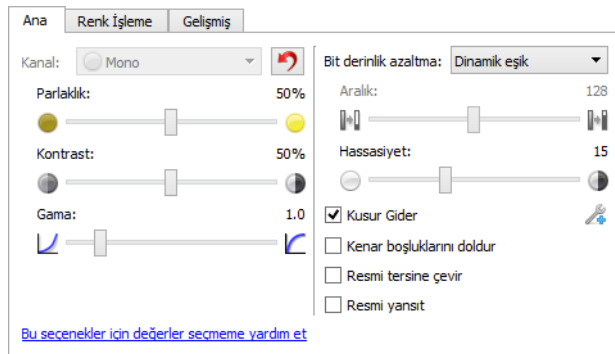 Ana Renk İşleme Gelişmiş
Kanal: Mono
Parlaklık: 50%
Kontrast: 50%
Gama: 1.0
Bu seçenekler için değerler seçmeme yardım et
Bit derinlik azaltma: Dinamik eşik
Aralık: 128
Hassasiyet: 15
Kusur Gider
Kenar boşluklarını doldur
Resmi tersine çevir
Resmi yansıt